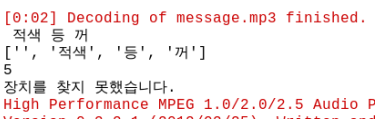 [0:02] Decoding of message.mp3 finished.
적색 등 꺼
['', '적색', '등', '꺼']
5
장치를 찾지 못했습니다.
High Performance MPEG 1.0/2.0/2.5 Audio P